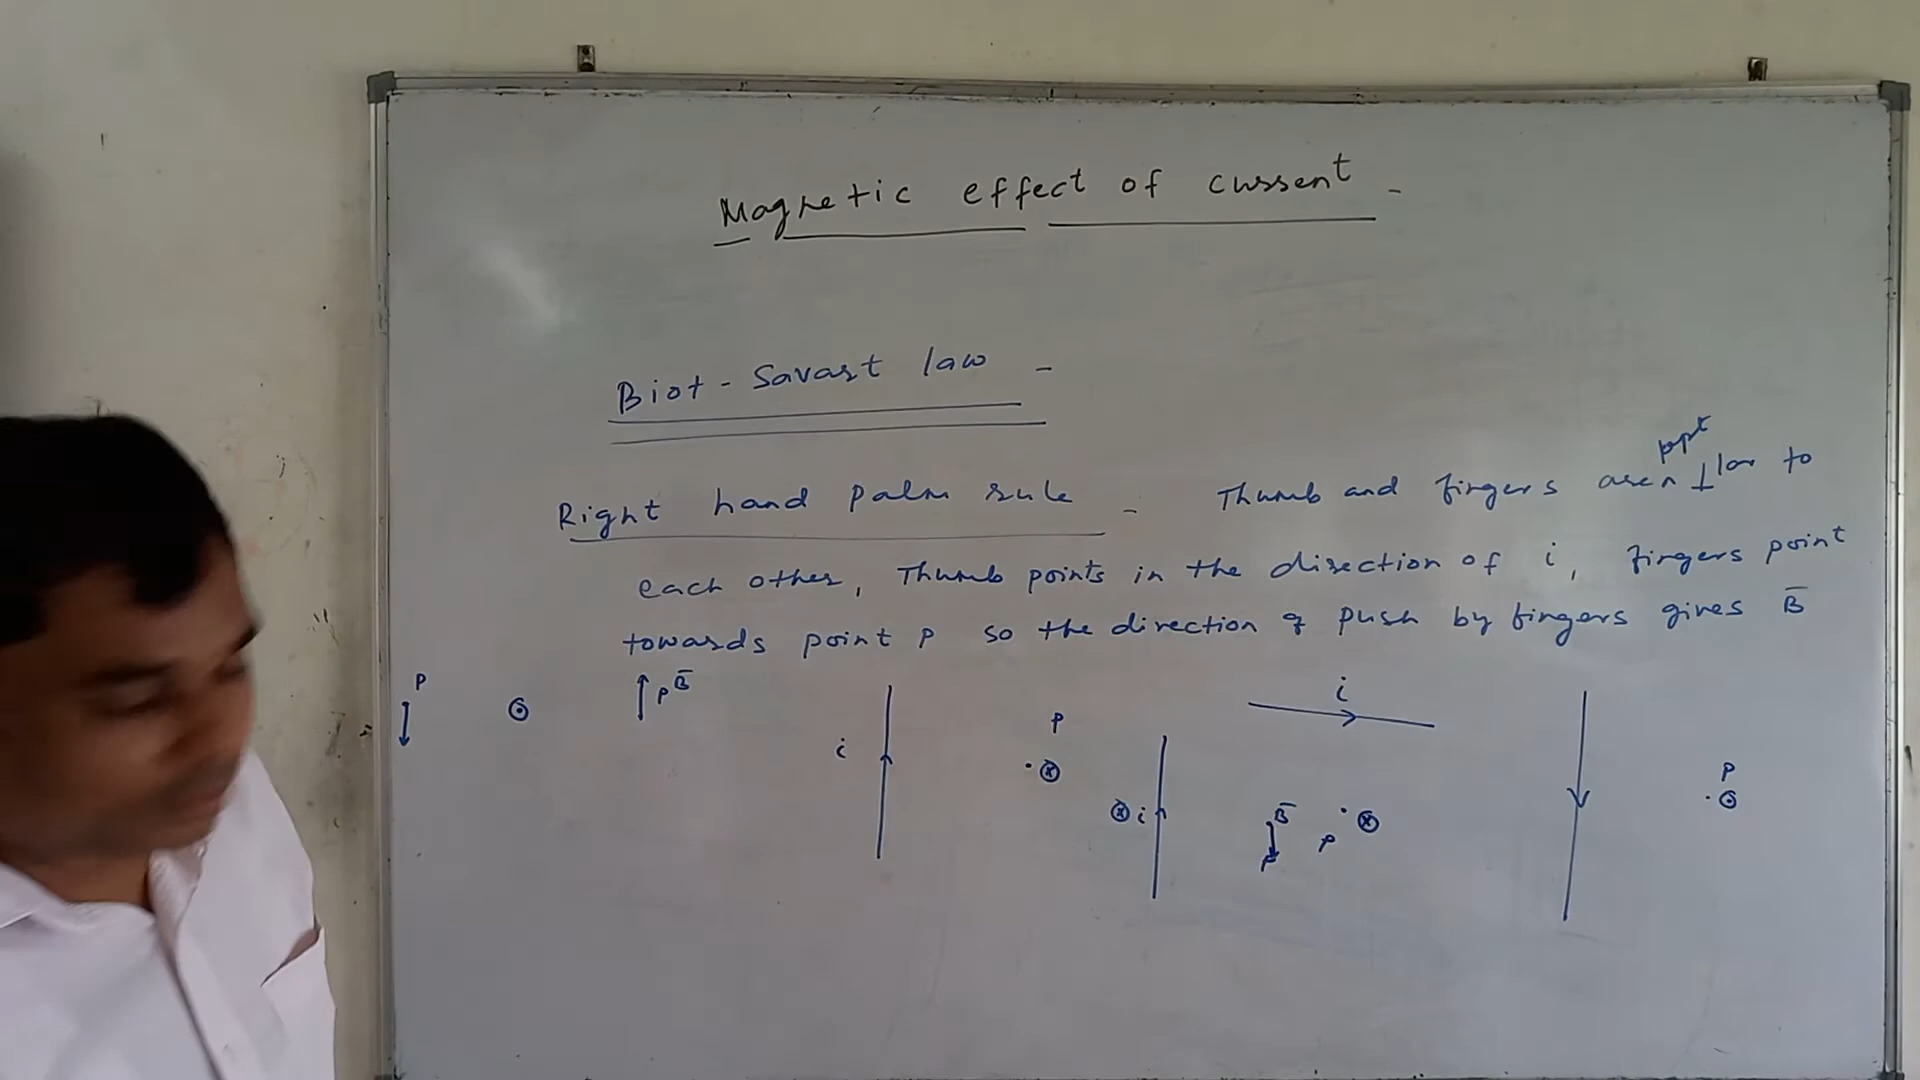 Magnetic effect of current -
Biot - Savart law -
Right hand palm rule - Thumb and fingers are kept ⊥lar to
each other, Thumb points in the direction of i, fingers point
towards point P so the direction of push by fingers gives B̄
P
P B̄
i
P
i
i
B̄
P
P
P